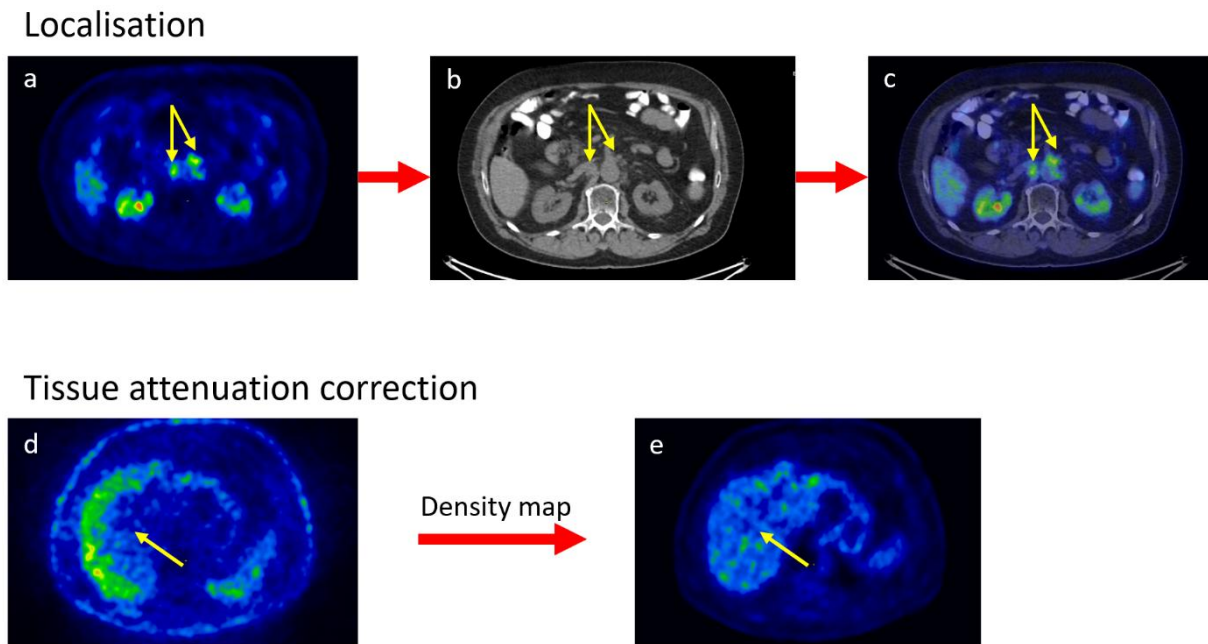 Localisation
a
b
c
Tissue attenuation correction
d
Density map
e